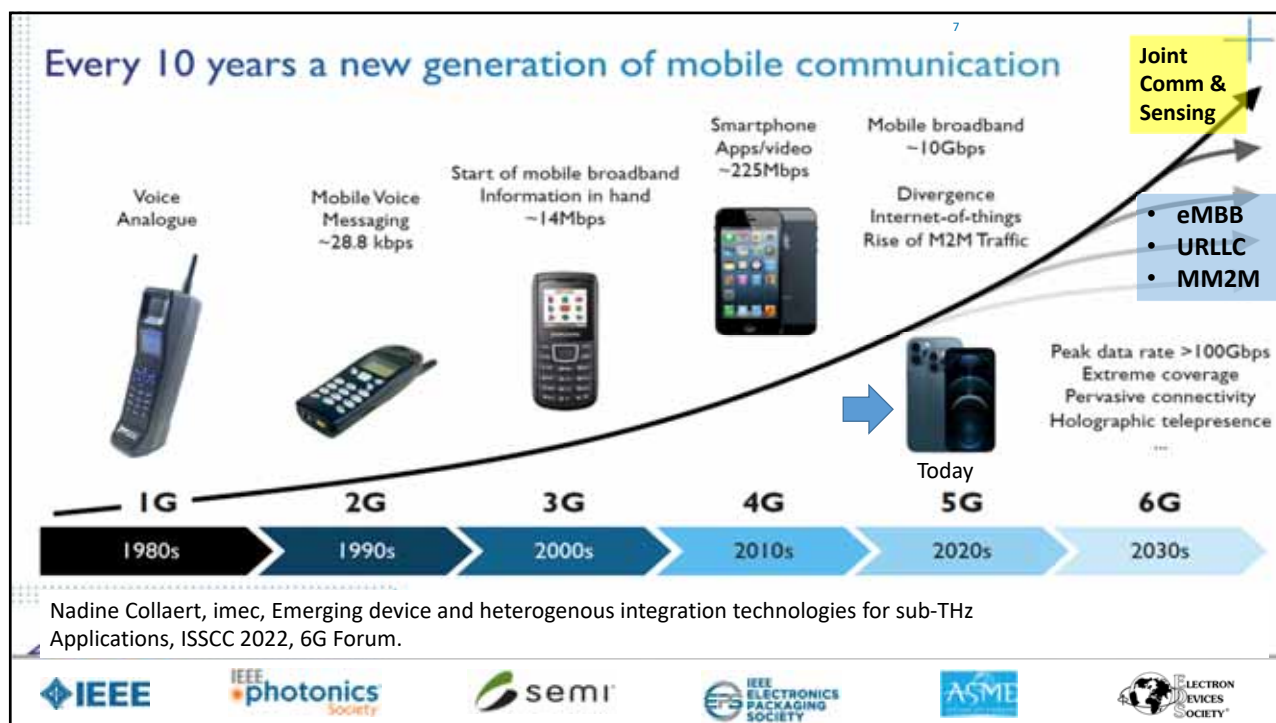 7
Every 10 years a new generation of mobile communication
Joint
Comm &
Sensing
Voice
Analogue
Mobile Voice
Messaging
~28.8 kbps
Start of mobile broadband
Information in hand
~14Mbps
Smartphone
Apps/video
~225Mbps
Mobile broadband
~10Gbps
Divergence
Internet-of-things
Rise of M2M Traffic
• eMBB
• URLLC
• MM2M
Peak data rate >100Gbps
Extreme coverage
Pervasive connectivity
Holographic telepresence
...
Today
1G
2G
3G
4G
5G
6G
1980s
1990s
2000s
2010s
2020s
2030s
Nadine Collaert, imec, Emerging device and heterogenous integration technologies for sub-THz
Applications, ISSCC 2022, 6G Forum.
IEEE
IEEE
photonics
Society
semi
EPS
IEEE
ELECTRONICS
PACKAGING
SOCIETY
ASME
ELECTRON
DEVICES
SOCIETY®